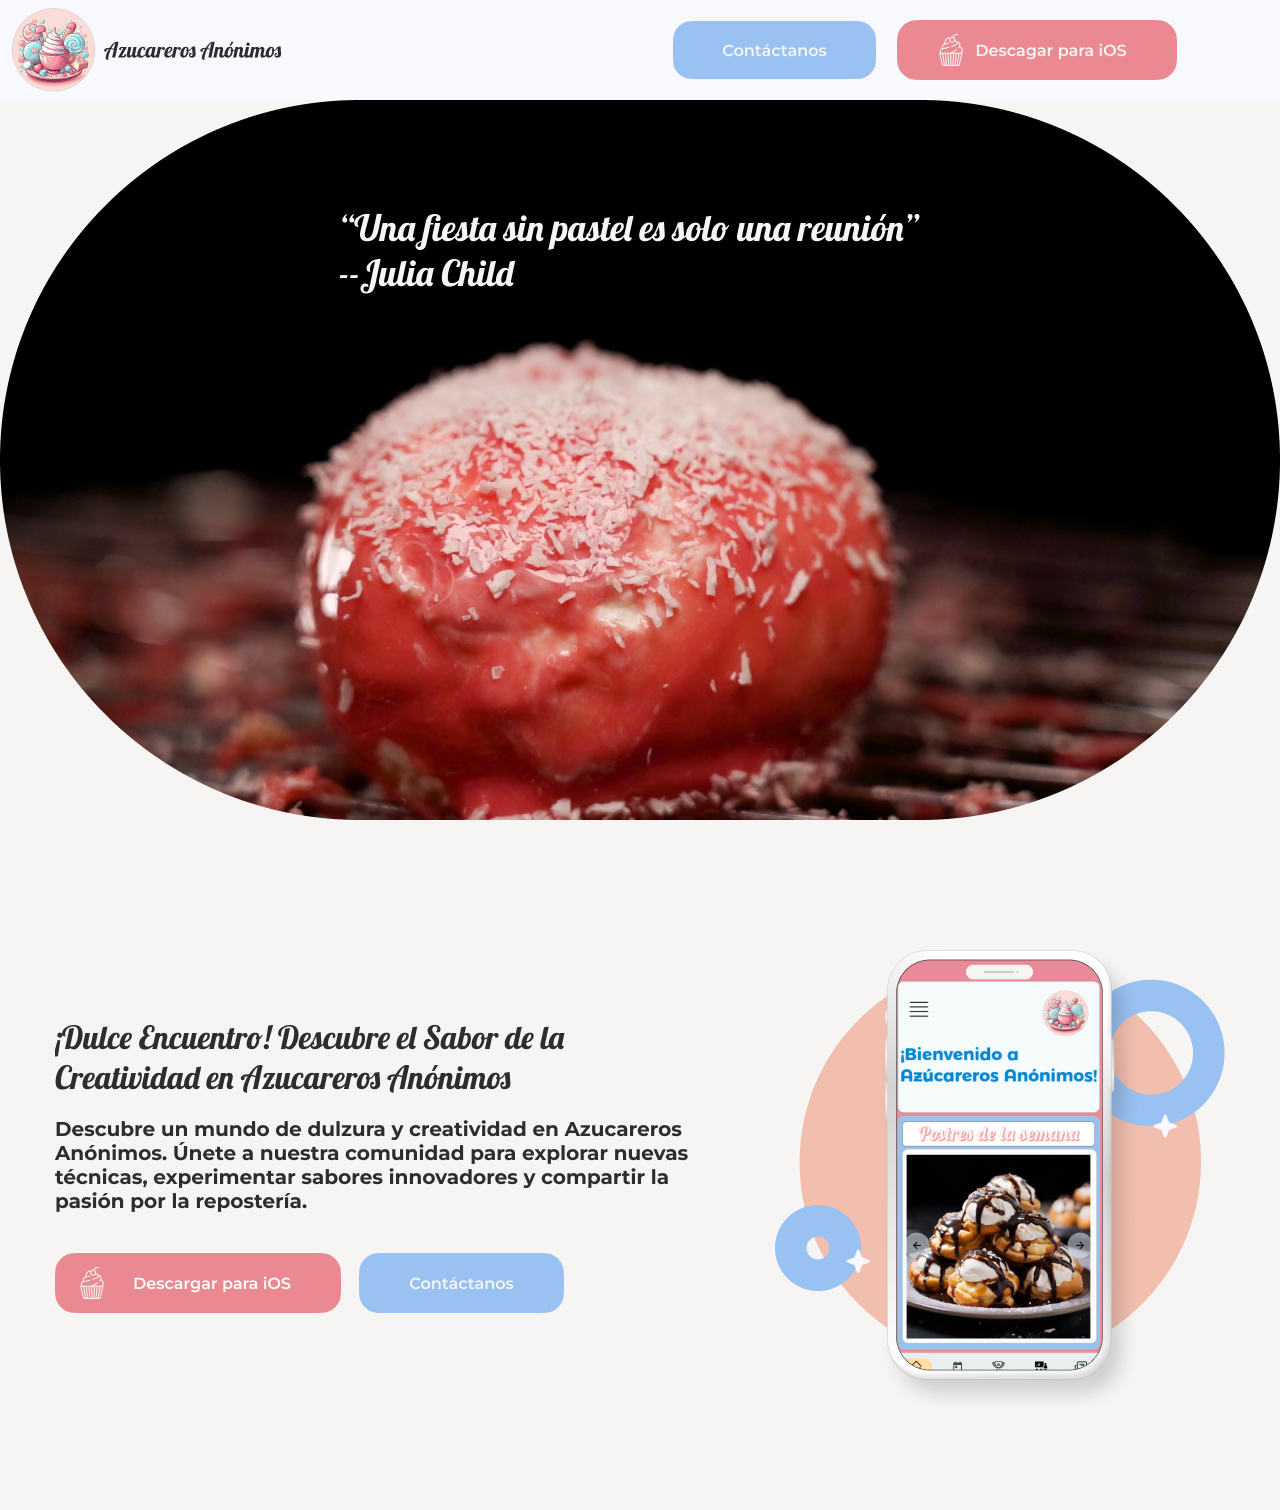 Azucareros Anónimos
Contáctanos
Descagar para iOS
“Una fiesta sin pastel es solo una reunión”
--Julia Child
¡Dulce Encuentro! Descubre el Sabor de la
Creatividad en Azucareros Anónimos
Descubre un mundo de dulzura y creatividad en Azucareros
Anónimos. Únete a nuestra comunidad para explorar nuevas
técnicas, experimentar sabores innovadores y compartir la
pasión por la repostería.
Descargar para iOS
Contáctanos
¡Bienvenido a
Azúcareros Anónimos!
Postres de la semana